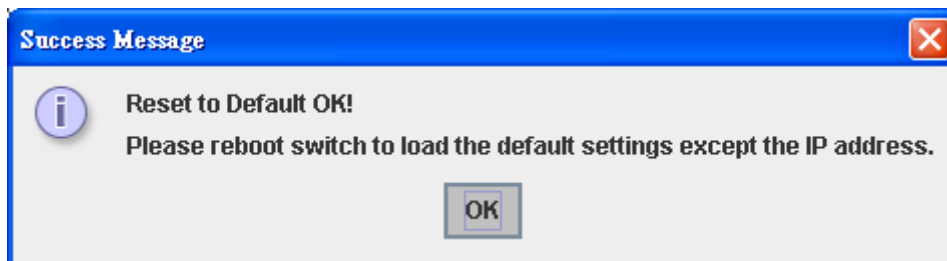 Success Message
Reset to Default OK!
Please reboot switch to load the default settings except the IP address.
OK